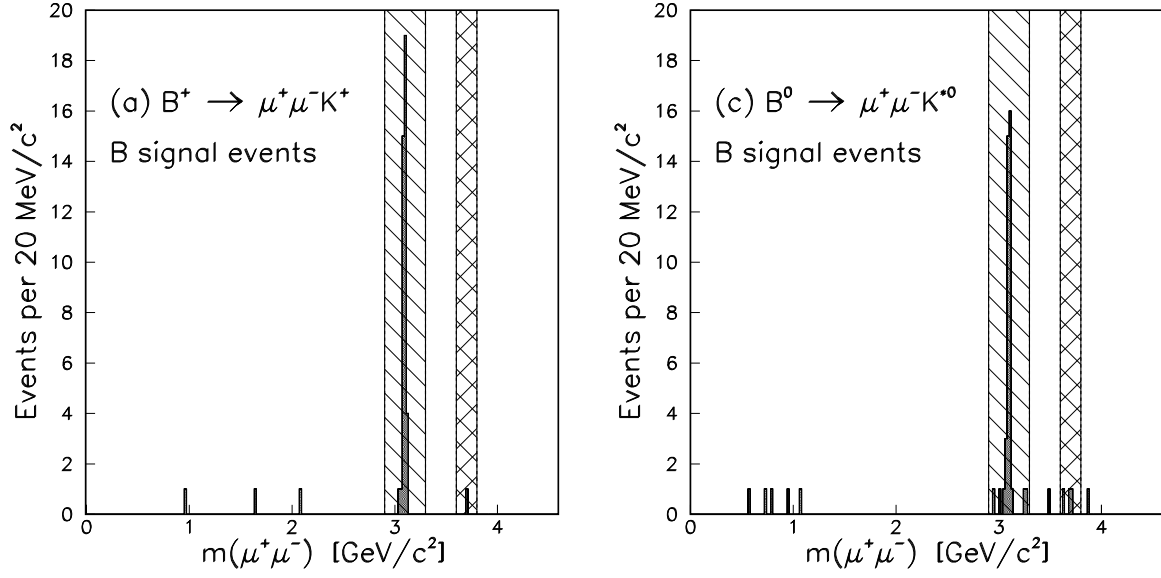 20
18
16
14
12
10
8
6
4
2
0
Events per 20 MeV/c²
(a) B⁺ → μ⁺μ⁻K⁺
B signal events
0 1 2 3 4
m(μ⁺μ⁻) [GeV/c²]
20
18
16
14
12
10
8
6
4
2
0
Events per 20 MeV/c²
(c) B⁰ → μ⁺μ⁻K*⁰
B signal events
0 1 2 3 4
m(μ⁺μ⁻) [GeV/c²]